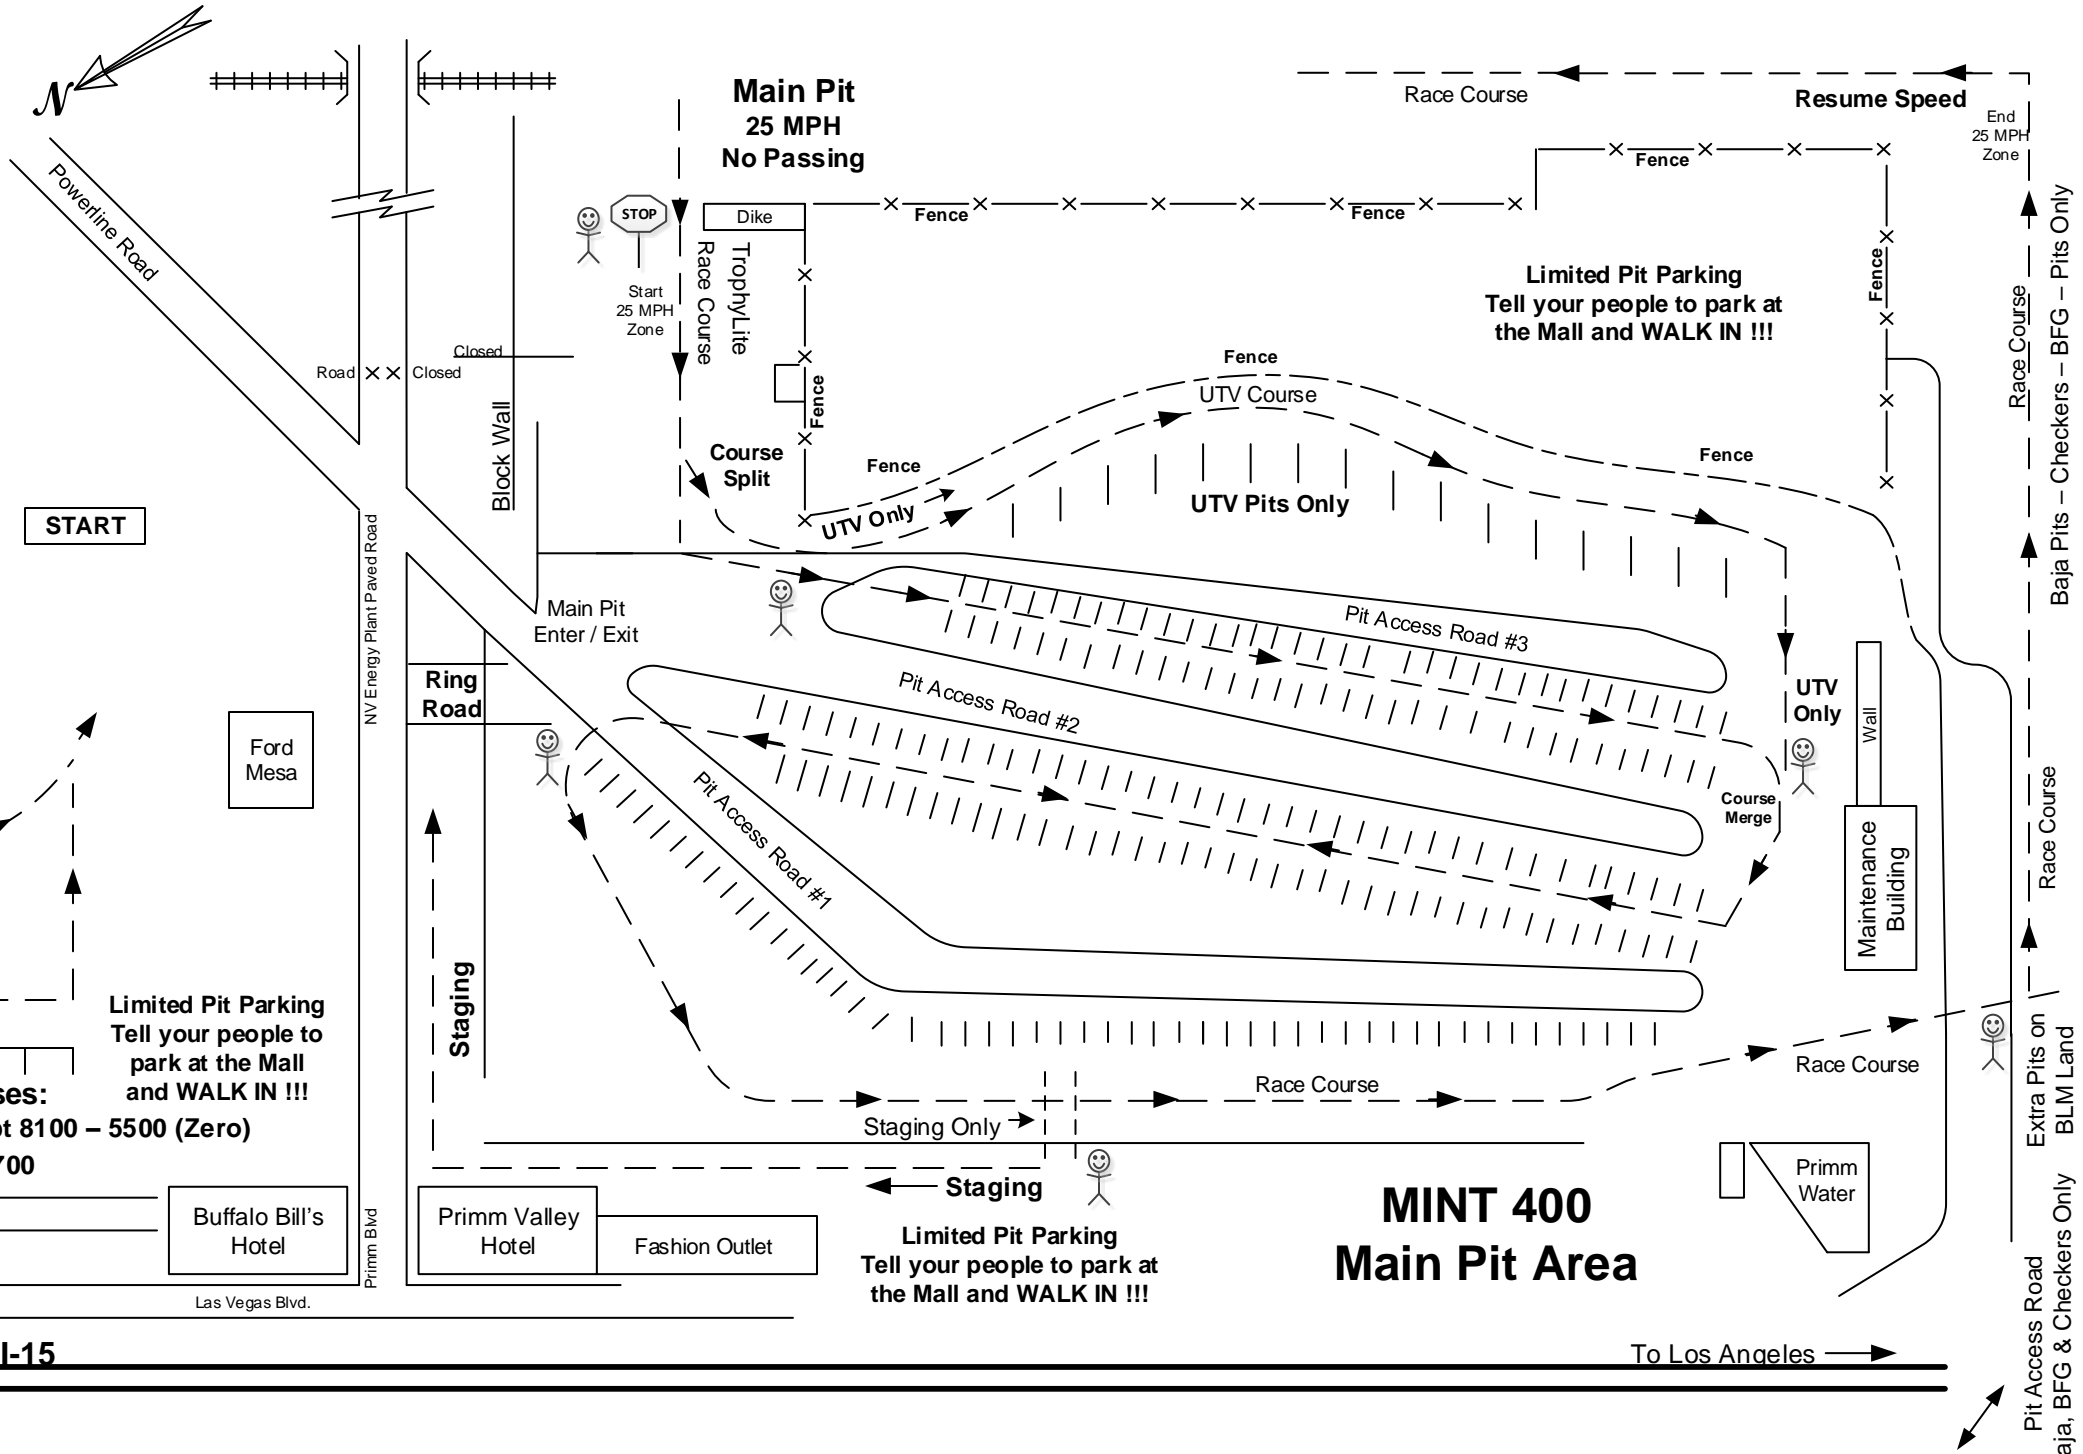 N
Powerline Road
Main Pit
25 MPH
No Passing
Race Course
Resume Speed
End
25 MPH
Zone
Fence
Fence
Fence
Fence
STOP
Dike
Start
25 MPH
Zone
Race Course
TrophyLite
Fence
Limited Pit Parking
Tell your people to park at
the Mall and WALK IN !!!
Race Course
Baja Pits – Checkers – BFG – Pits Only
Closed
Road
Closed
Block Wall
Course
Split
Fence
Fence
UTV Course
Fence
UTV Only
UTV Pits Only
START
NV Energy Plant Paved Road
Main Pit
Enter / Exit
Pit Access Road #3
Ring
Road
Pit Access Road #2
UTV
Only
Wall
Ford
Mesa
Pit Access Road #1
Course
Merge
Maintenance
Building
Race Course
Staging
Limited Pit Parking
Tell your people to
park at the Mall
and WALK IN !!!
ses:
t 8100 – 5500 (Zero)
700
Race Course
Race Course
Extra Pits on
BLM Land
Staging Only
Staging
Buffalo Bill's
Hotel
Primm Blvd
Primm Valley
Hotel
Fashion Outlet
Limited Pit Parking
Tell your people to park at
the Mall and WALK IN !!!
MINT 400
Main Pit Area
Primm
Water
Las Vegas Blvd.
I-15
To Los Angeles
Pit Access Road
aja, BFG & Checkers Only